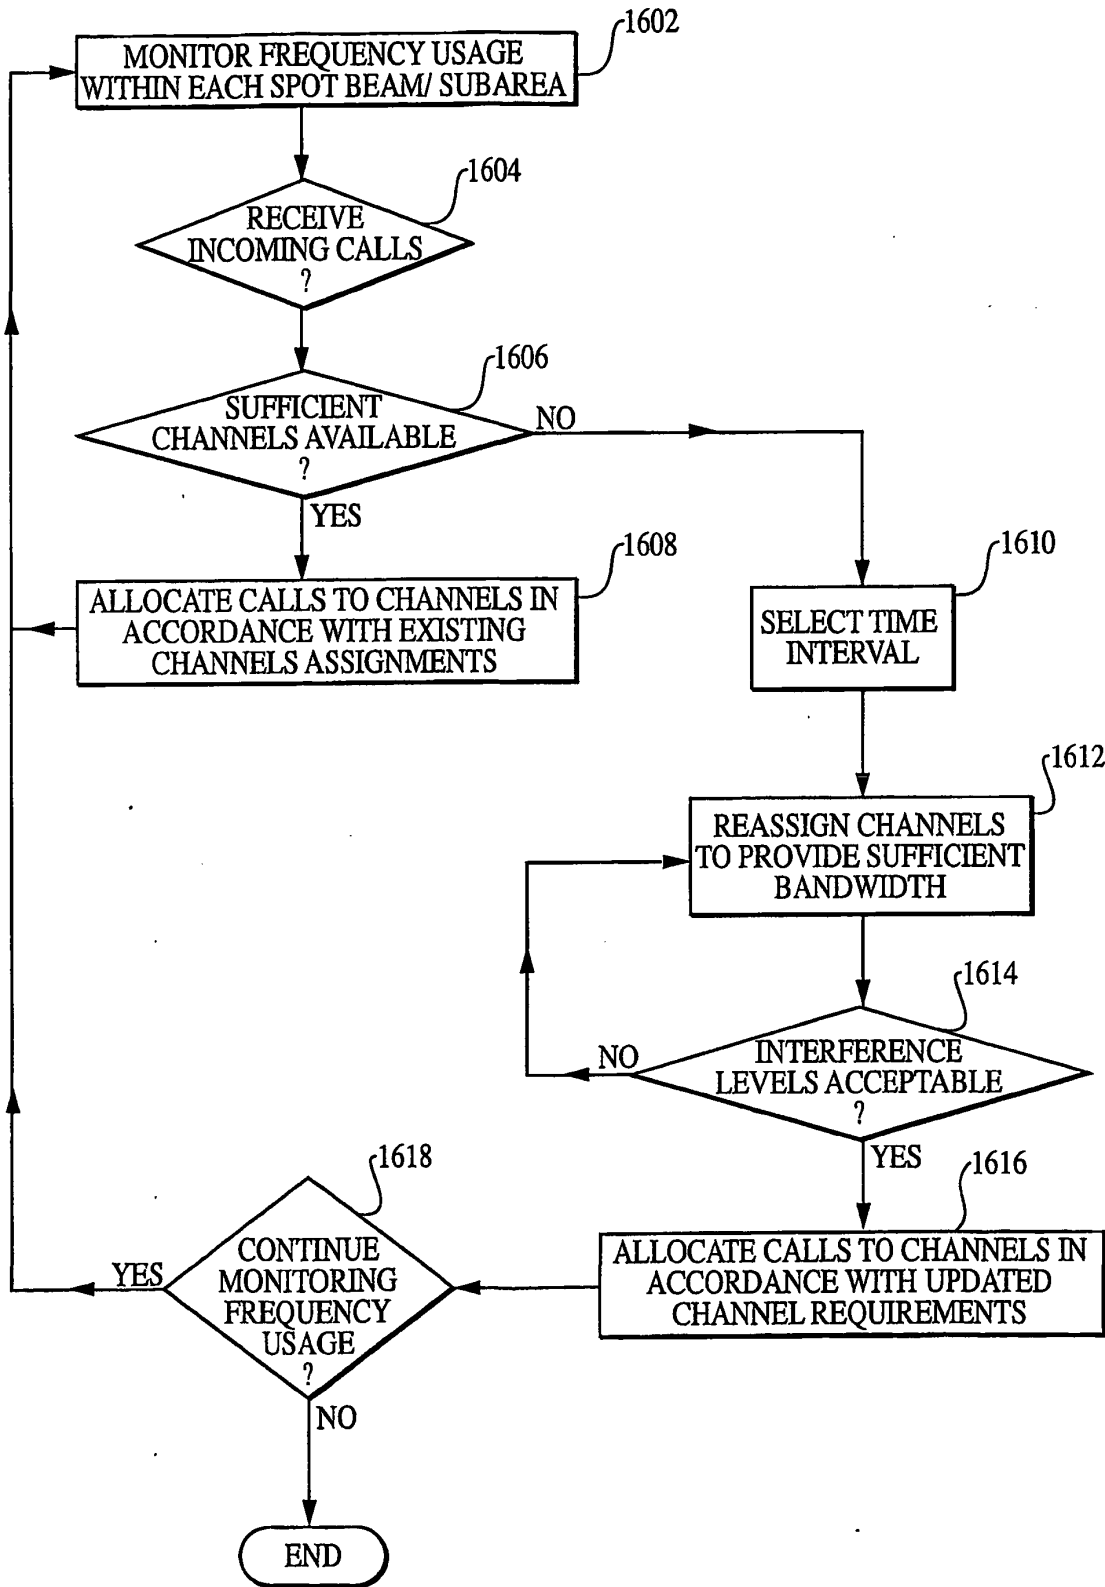 1602
MONITOR FREQUENCY USAGE
WITHIN EACH SPOT BEAM/ SUBAREA
1604
RECEIVE
INCOMING CALLS
?
1606
SUFFICIENT
CHANNELS AVAILABLE
?
NO
YES
1608
ALLOCATE CALLS TO CHANNELS IN
ACCORDANCE WITH EXISTING
CHANNELS ASSIGNMENTS
1610
SELECT TIME
INTERVAL
1612
REASSIGN CHANNELS
TO PROVIDE SUFFICIENT
BANDWIDTH
1614
INTERFERENCE
LEVELS ACCEPTABLE
?
NO
YES
1616
ALLOCATE CALLS TO CHANNELS IN
ACCORDANCE WITH UPDATED
CHANNEL REQUIREMENTS
1618
CONTINUE
MONITORING
FREQUENCY
USAGE
?
YES
NO
END